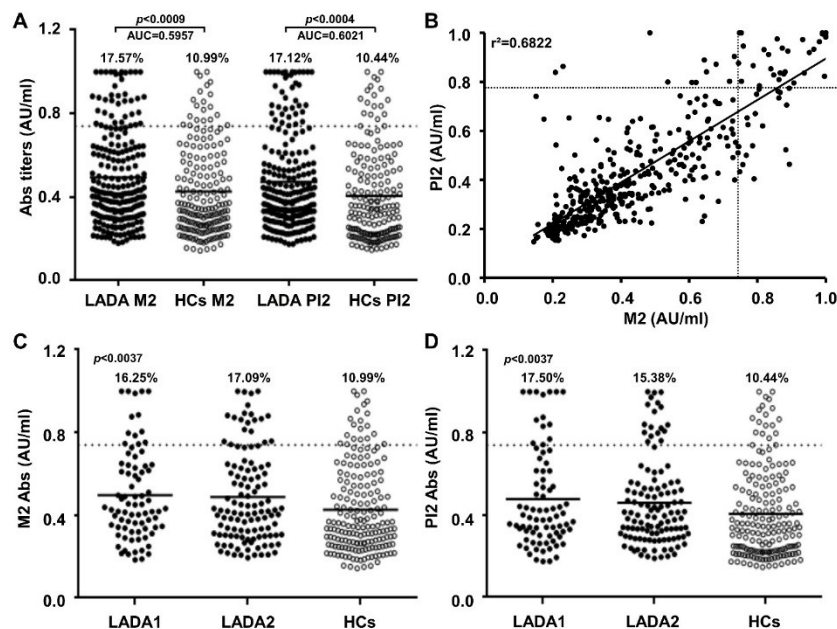 A
p<0.0009
p<0.0004
AUC=0.5957
AUC=0.6021
17.57%
10.99%
17.12%
10.44%
1.2
0.8
0.4
0.0
Abs titers (AU/ml)
LADA M2
HCs M2
LADA PI2
HCs PI2
B
r²=0.6822
1.0
0.8
0.6
0.4
0.2
0.0
PI2 (AU/ml)
0.0
0.2
0.4
0.6
0.8
1.0
M2 (AU/ml)
C
p<0.0037
16.25%
17.09%
10.99%
1.2
0.8
0.4
0.0
M2 Abs (AU/ml)
LADA1
LADA2
HCs
D
p<0.0037
17.50%
15.38%
10.44%
1.2
0.8
0.4
0.0
PI2 Abs (AU/ml)
LADA1
LADA2
HCs